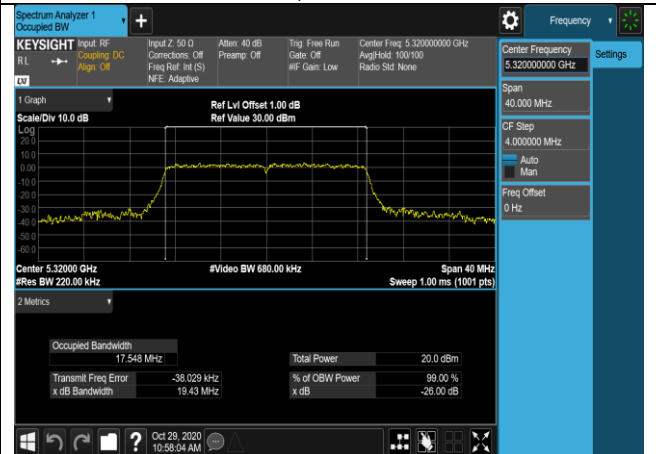 Spectrum Analyzer 1
Occupied BW
Frequency
KEYSIGHT
RL
LXI
Input: RF
Coupling: DC
Align: Off
Input Z: 50 Ω
Corrections: Off
Freq Ref: Int (S)
NFE: Adaptive
Atten: 40 dB
Preamp: Off
Trig: Free Run
Gate: Off
#IF Gain: Low
Center Freq: 5.320000000 GHz
Avg|Hold: 100/100
Radio Std: None
Center Frequency
5.320000000 GHz
Settings
Span
40.000 MHz
CF Step
4.000000 MHz
Auto
Man
Freq Offset
0 Hz
1 Graph
Scale/Div 10.0 dB
Ref Lvl Offset 1.00 dB
Ref Value 30.00 dBm
Log
20.0
10.0
0.00
-10.0
-20.0
-30.0
-40.0
-50.0
-60.0
Center 5.32000 GHz
#Video BW 680.00 kHz
Span 40 MHz
#Res BW 220.00 kHz
Sweep 1.00 ms (1001 pts)
2 Metrics
Occupied Bandwidth
17.548 MHz
Total Power 20.0 dBm
Transmit Freq Error -38.029 kHz
% of OBW Power 99.00 %
x dB Bandwidth 19.43 MHz
x dB -26.00 dB
Oct 29, 2020
10:58:04 AM